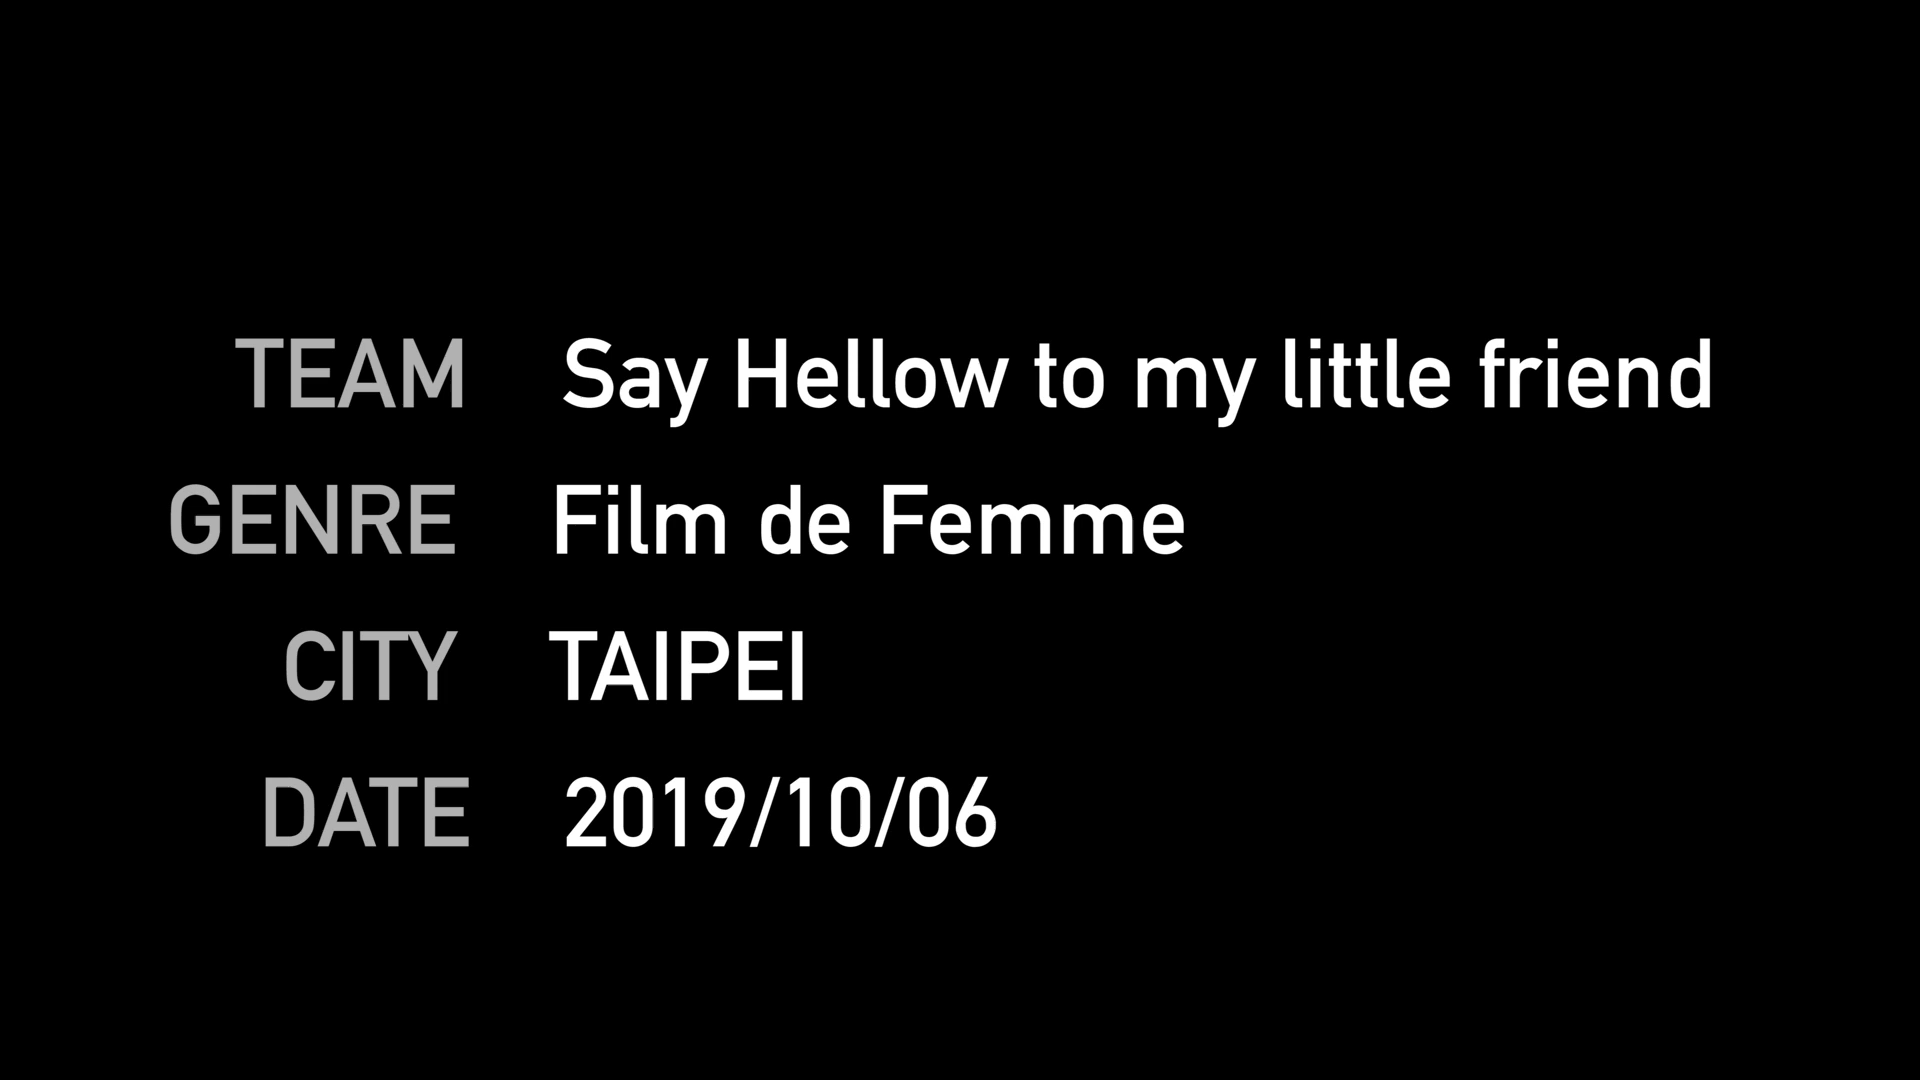 TEAM Say Hellow to my little friend
GENRE Film de Femme
CITY TAIPEI
DATE 2019/10/06